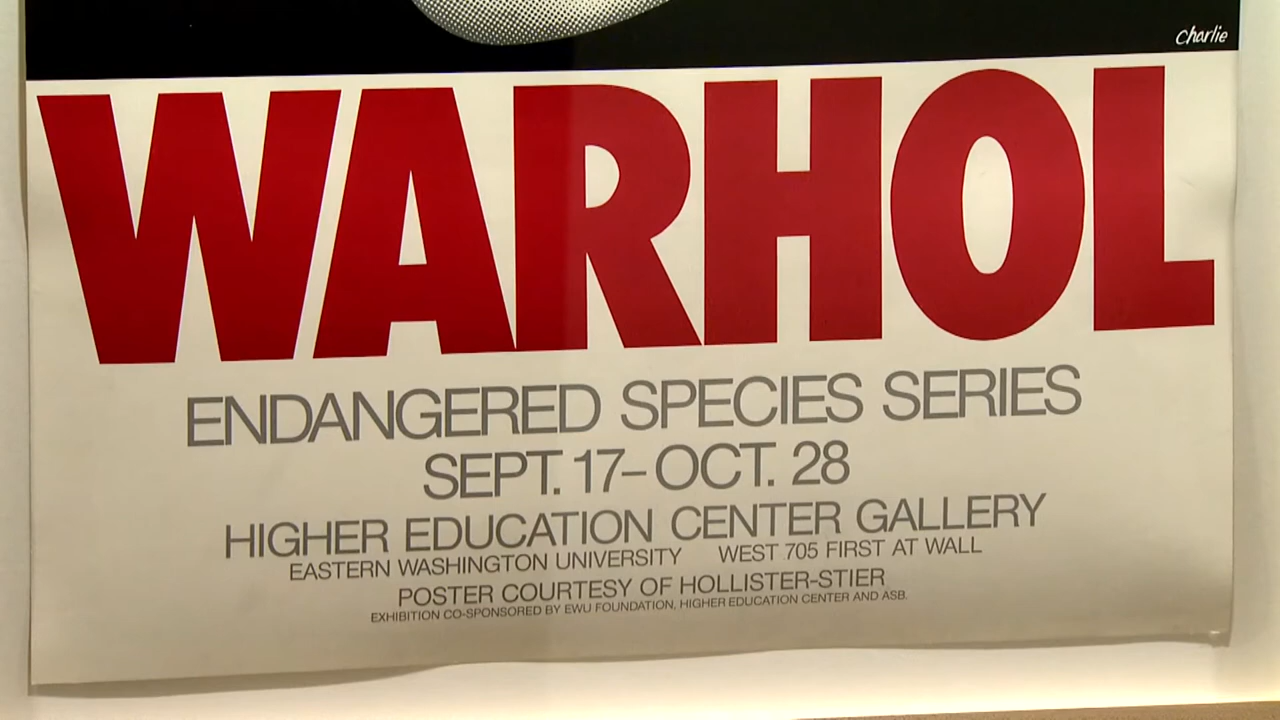 Charlie
WARHOL
ENDANGERED SPECIES SERIES
SEPT. 17–OCT. 28
HIGHER EDUCATION CENTER GALLERY
EASTERN WASHINGTON UNIVERSITY WEST 705 FIRST AT WALL
POSTER COURTESY OF HOLLISTER-STIER
EXHIBITION CO-SPONSORED BY EWU FOUNDATION, HIGHER EDUCATION CENTER AND ASB.